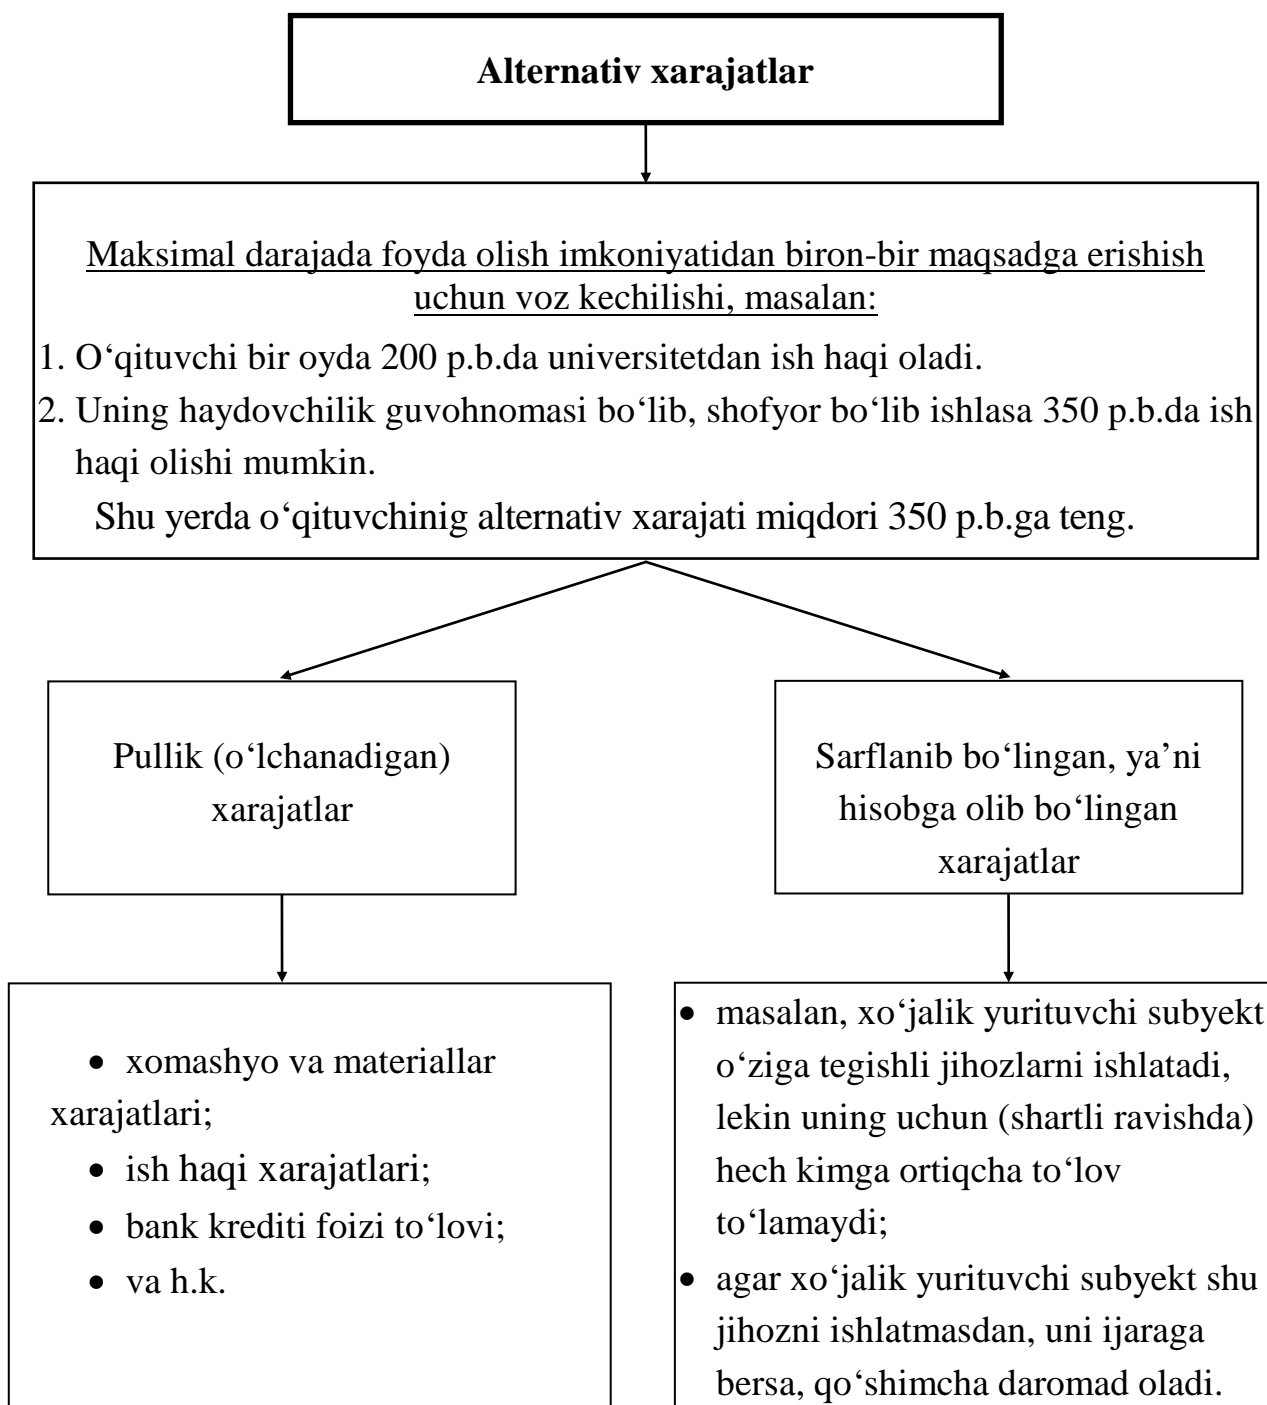 Alternativ xarajatlar
Maksimal darajada foyda olish imkoniyatidan biron-bir maqsadga erishish
uchun voz kechilishi, masalan:
1. O‘qituvchi bir oyda 200 p.b.da universitetdan ish haqi oladi.
2. Uning haydovchilik guvohnomasi bo‘lib, shofyor bo‘lib ishlasa 350 p.b.da ish
haqi olishi mumkin.
Shu yerda o‘qituvchinig alternativ xarajati miqdori 350 p.b.ga teng.
Pullik (o‘lchanadigan)
xarajatlar
Sarflanib bo‘lingan, ya’ni
hisobga olib bo‘lingan
xarajatlar
• xomashyo va materiallar
xarajatlari;
• ish haqi xarajatlari;
• bank krediti foizi to‘lovi;
• va h.k.
• masalan, xo‘jalik yurituvchi subyekt
o‘ziga tegishli jihozlarni ishlatadi,
lekin uning uchun (shartli ravishda)
hech kimga ortiqcha to‘lov
to‘lamaydi;
• agar xo‘jalik yurituvchi subyekt shu
jihozni ishlatmasdan, uni ijaraga
bersa, qo‘shimcha daromad oladi.